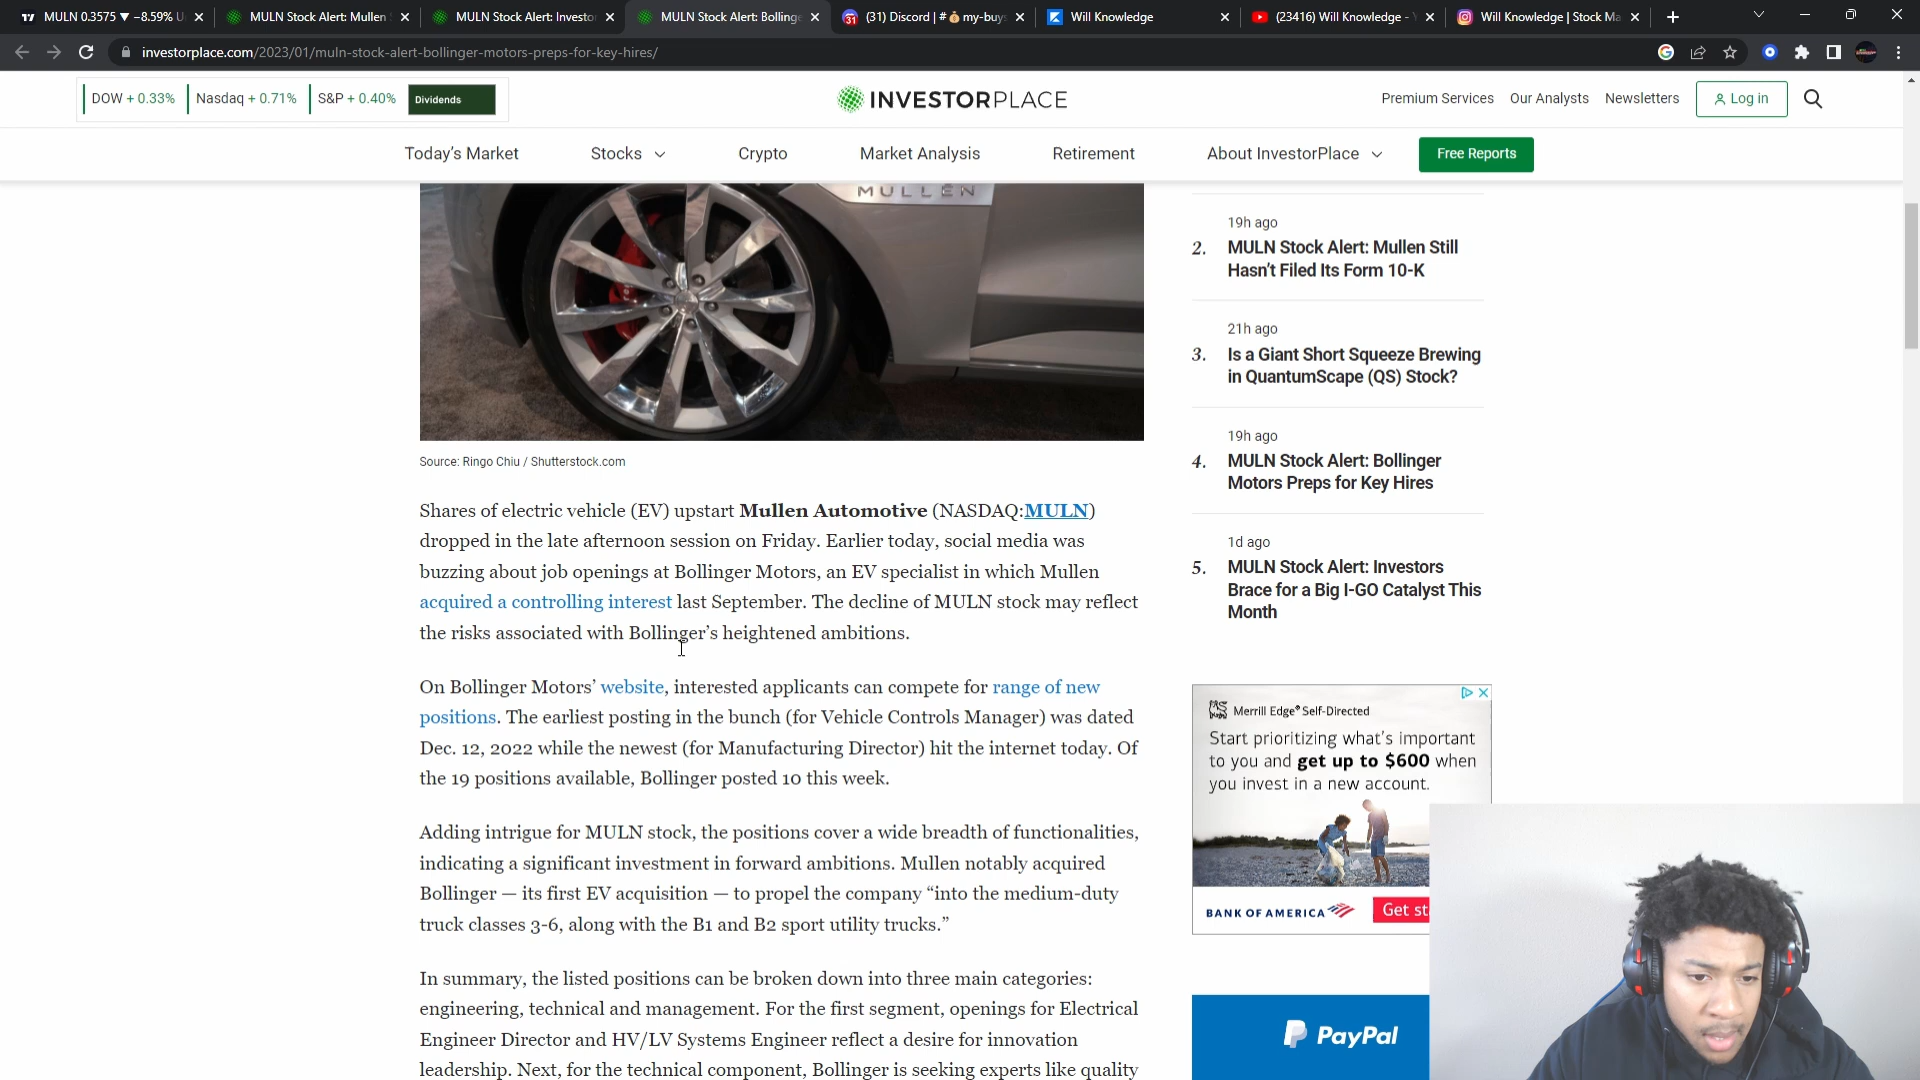 MULN 0.3575 ▼ −8.59% U
MULN Stock Alert: Mullen
MULN Stock Alert: Investor
MULN Stock Alert: Bollinge
(31) Discord | #💰my-buy
Will Knowledge
(23416) Will Knowledge -
Will Knowledge | Stock Ma
investorplace.com/2023/01/muln-stock-alert-bollinger-motors-preps-for-key-hires/
DOW + 0.33%
Nasdaq + 0.71%
S&P + 0.40%
Dividends
INVESTORPLACE
Premium Services
Our Analysts
Newsletters
Log in
Today's Market
Stocks
Crypto
Market Analysis
Retirement
About InvestorPlace
Free Reports
MULLEN
Source: Ringo Chiu / Shutterstock.com
Shares of electric vehicle (EV) upstart Mullen Automotive (NASDAQ:MULN)
dropped in the late afternoon session on Friday. Earlier today, social media was
buzzing about job openings at Bollinger Motors, an EV specialist in which Mullen
acquired a controlling interest last September. The decline of MULN stock may reflect
the risks associated with Bollinger's heightened ambitions.
On Bollinger Motors' website, interested applicants can compete for range of new
positions. The earliest posting in the bunch (for Vehicle Controls Manager) was dated
Dec. 12, 2022 while the newest (for Manufacturing Director) hit the internet today. Of
the 19 positions available, Bollinger posted 10 this week.
Adding intrigue for MULN stock, the positions cover a wide breadth of functionalities,
indicating a significant investment in forward ambitions. Mullen notably acquired
Bollinger — its first EV acquisition — to propel the company “into the medium-duty
truck classes 3-6, along with the B1 and B2 sport utility trucks.”
In summary, the listed positions can be broken down into three main categories:
engineering, technical and management. For the first segment, openings for Electrical
Engineer Director and HV/LV Systems Engineer reflect a desire for innovation
leadership. Next, for the technical component, Bollinger is seeking experts like quality
19h ago
2. MULN Stock Alert: Mullen Still
Hasn't Filed Its Form 10-K
21h ago
3. Is a Giant Short Squeeze Brewing
in QuantumScape (QS) Stock?
19h ago
4. MULN Stock Alert: Bollinger
Motors Preps for Key Hires
1d ago
5. MULN Stock Alert: Investors
Brace for a Big I-GO Catalyst This
Month
Merrill Edge® Self-Directed
Start prioritizing what's important
to you and get up to $600 when
you invest in a new account.
BANK OF AMERICA
Get st
PayPal